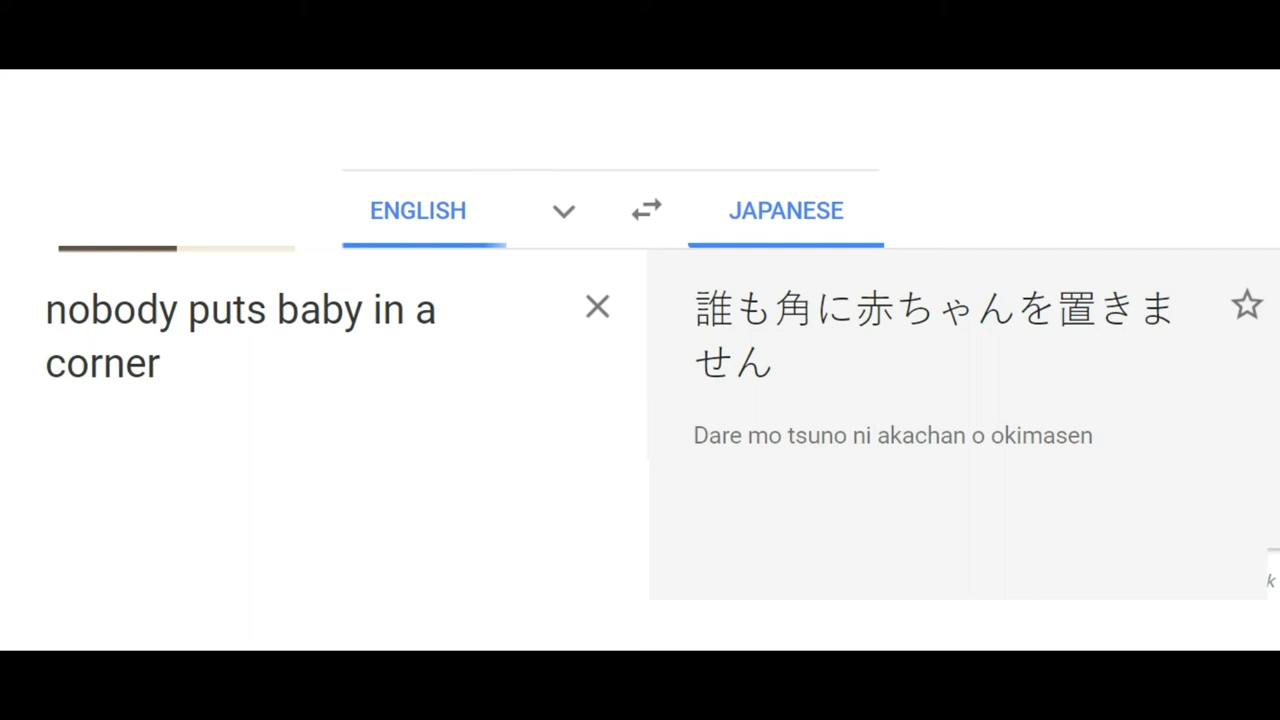 ENGLISH
JAPANESE
nobody puts baby in a
corner
誰も角に赤ちゃんを置きま
せん
Dare mo tsuno ni akachan o okimasen
k